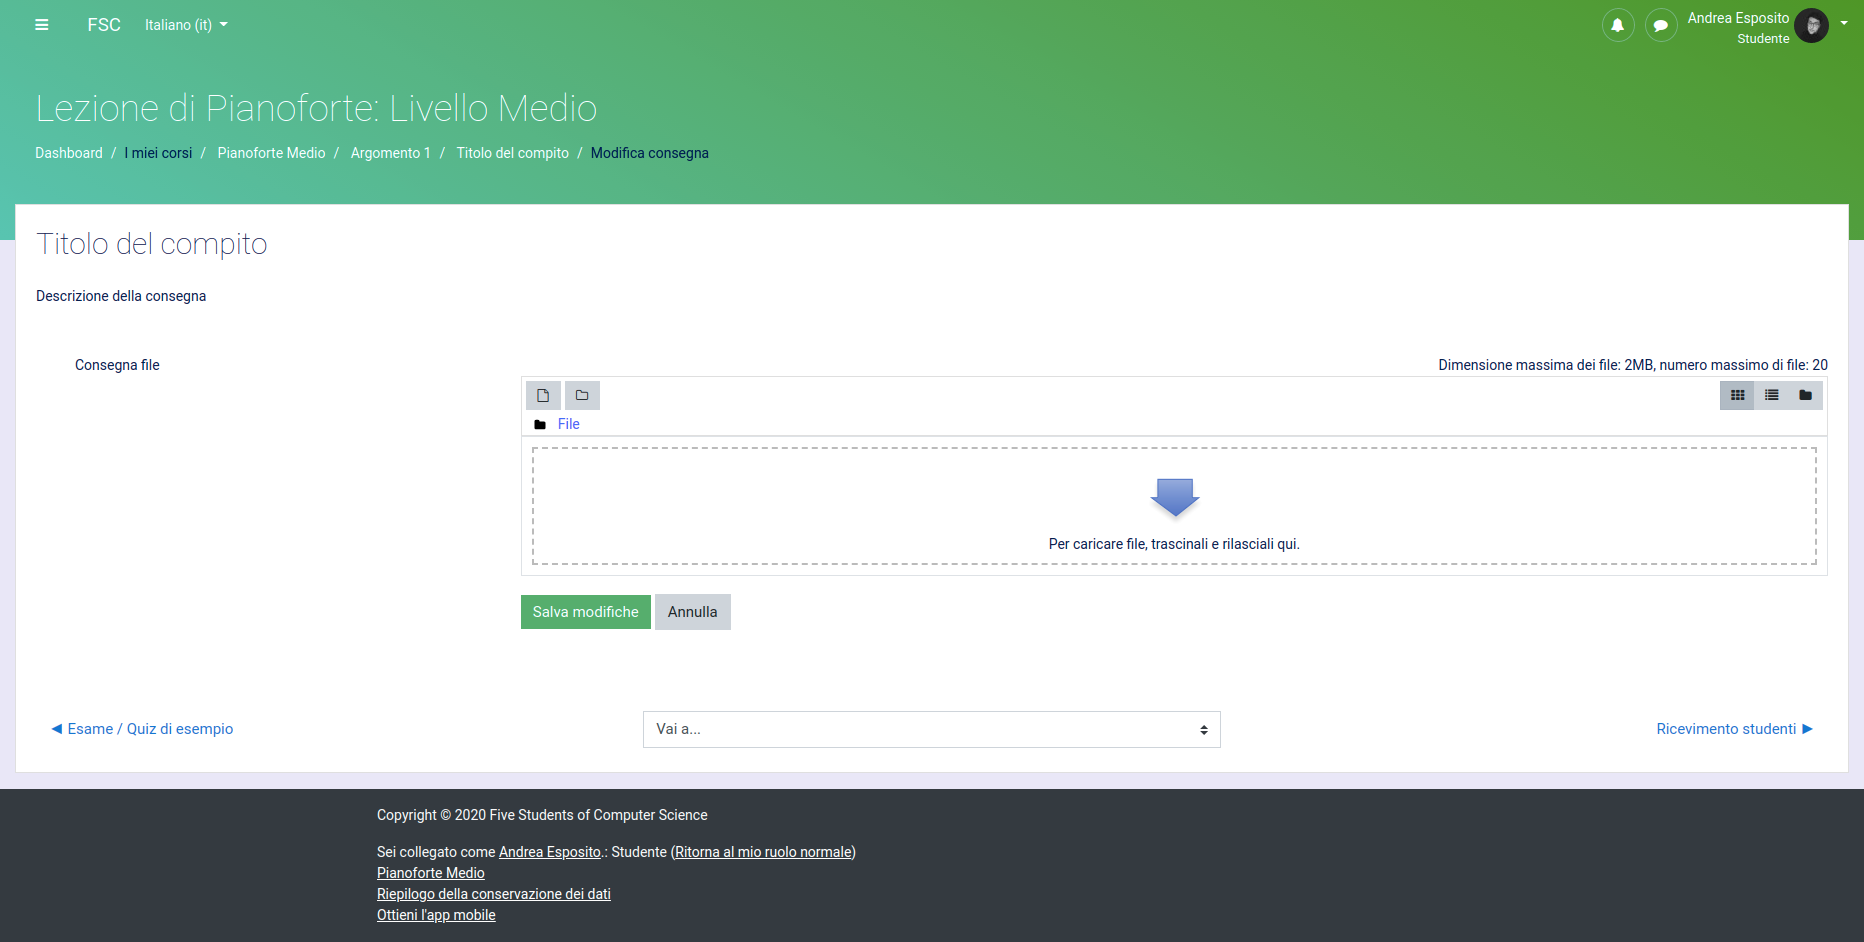 FSC Italiano (it)
Andrea Esposito
Studente
Lezione di Pianoforte: Livello Medio
Dashboard / I miei corsi / Pianoforte Medio / Argomento 1 / Titolo del compito / Modifica consegna
Titolo del compito
Descrizione della consegna
Consegna file
Dimensione massima dei file: 2MB, numero massimo di file: 20
File
Per caricare file, trascinali e rilasciali qui.
Salva modifiche Annulla
◀ Esame / Quiz di esempio
Vai a...
Ricevimento studenti ▶
Copyright © 2020 Five Students of Computer Science
Sei collegato come Andrea Esposito.: Studente (Ritorna al mio ruolo normale)
Pianoforte Medio
Riepilogo della conservazione dei dati
Ottieni l'app mobile